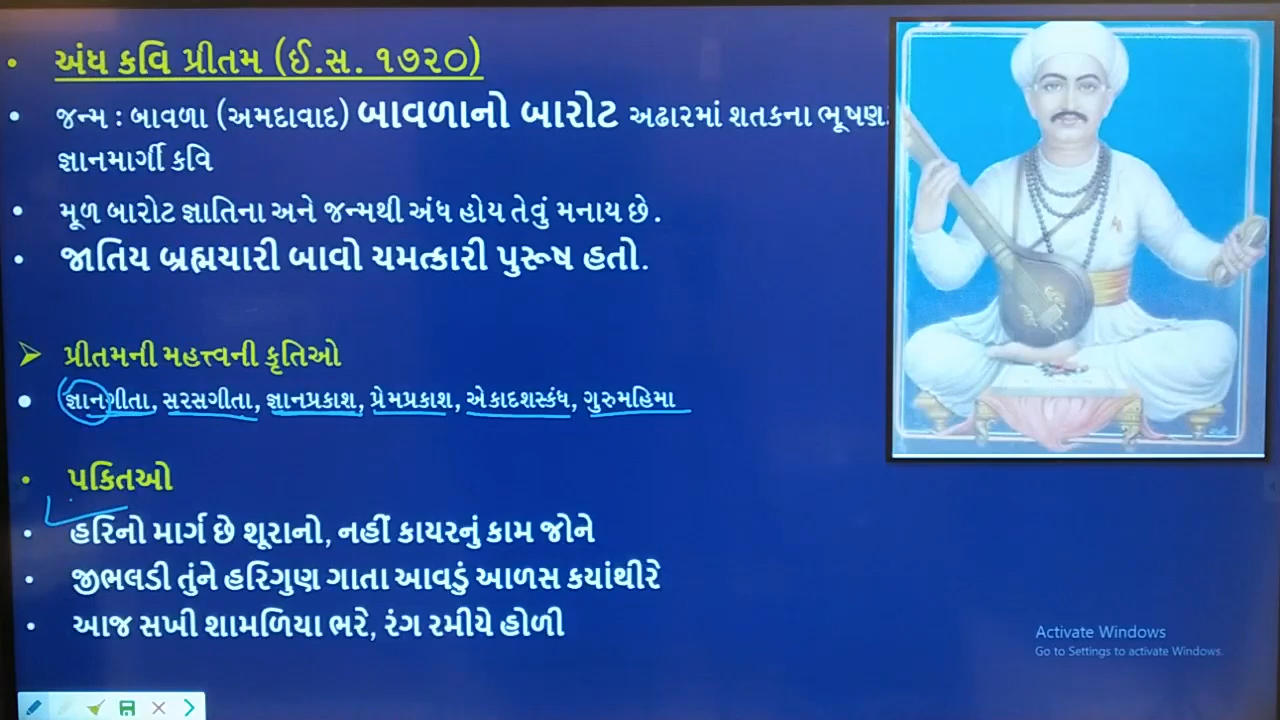 અંધ કવિ પ્રીતમ (ઈ.સ. ૧૭૨૦)
જન્મ : બાવળા (અમદાવાદ) બાવળાનો બારોટ અઢારમાં શતકના ભૂષણ
જ્ઞાનમાર્ગી કવિ
મૂળ બારોટ જ્ઞાતિના અને જન્મથી અંધ હોય તેવું મનાય છે.
જાતિય બ્રહ્મચારી બાવો ચમત્કારી પુરૂષ હતો.
પ્રીતમની મહત્ત્વની કૃતિઓ
જ્ઞાનગીતા, સરસગીતા, જ્ઞાનપ્રકાશ, પ્રેમપ્રકાશ, એકાદશસ્કંધ, ગુરુમહિમા
પકિતઓ
હરિનો માર્ગ છે શૂરાનો, નહીં કાયરનું કામ જોને
જીભલડી તુંને હરિગુણ ગાતા આવડું આળસ કયાંથીરે
આજ સખી શામળિયા ભરે, રંગ રમીયે હોળી
Activate Windows
Go to Settings to activate Windows.